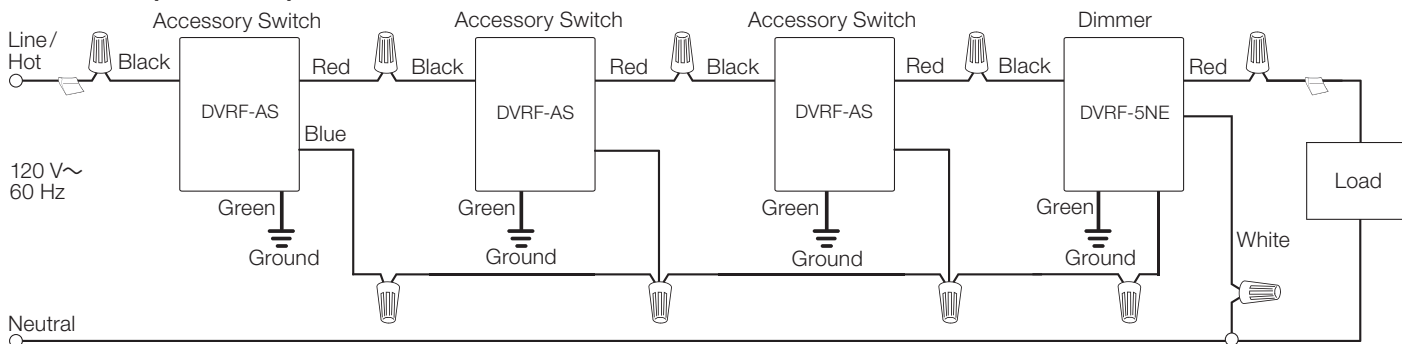 Accessory Switch
Accessory Switch
Accessory Switch
Dimmer
Line/
Hot
Black
Red
Black
Red
Black
Red
Black
Red
DVRF-AS
DVRF-AS
DVRF-AS
DVRF-5NE
Blue
120 V~
60 Hz
Load
Green
Green
Green
Green
Ground
Ground
Ground
Ground
White
Neutral